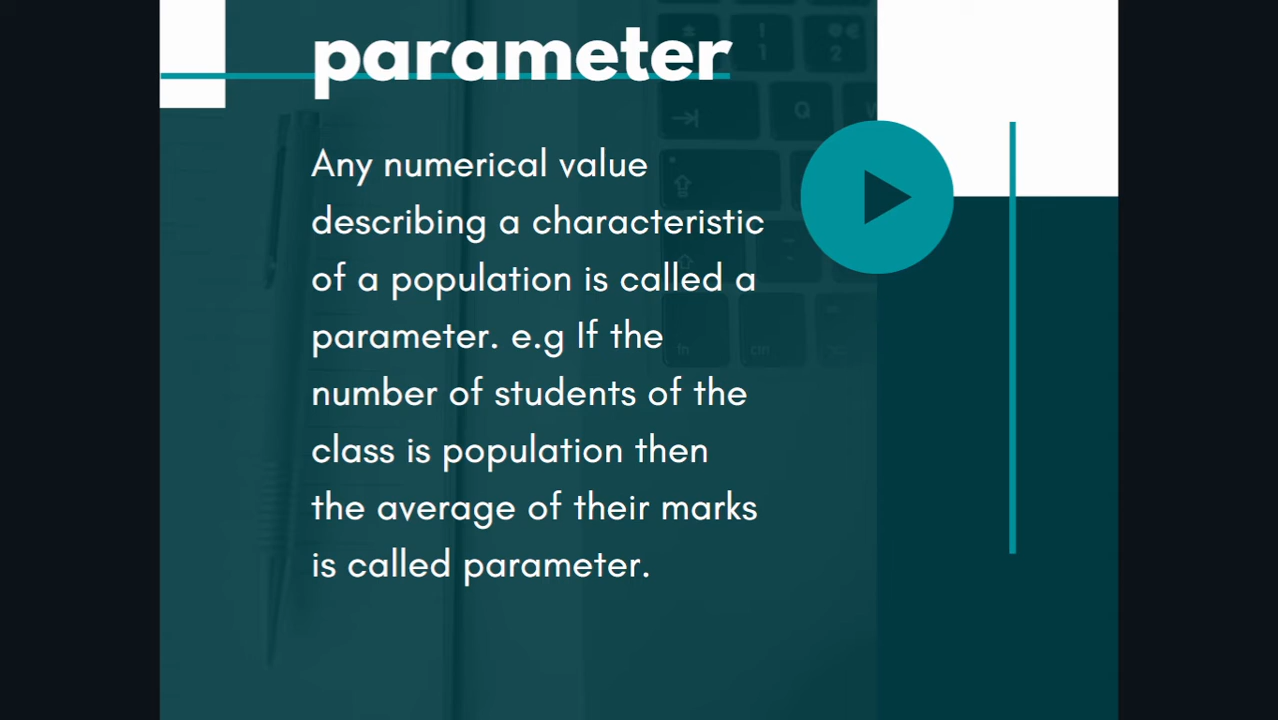 parameter
Any numerical value
describing a characteristic
of a population is called a
parameter. e.g If the
number of students of the
class is population then
the average of their marks
is called parameter.